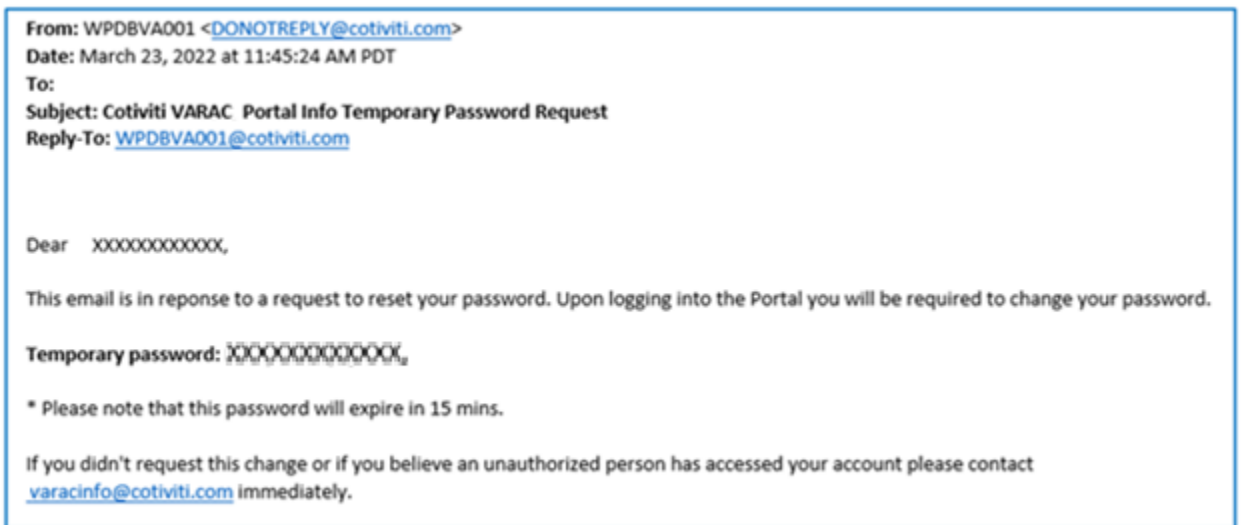 From: WPDBVA001 <DONOTREPLY@cotiviti.com>
Date: March 23, 2022 at 11:45:24 AM PDT
To:
Subject: Cotiviti VARAC Portal Info Temporary Password Request
Reply-To: WPDBVA001@cotiviti.com
Dear XXXXXXXXXXXX,
This email is in reponse to a request to reset your password. Upon logging into the Portal you will be required to change your password.
Temporary password: XXXXXXXXXXXXX,
* Please note that this password will expire in 15 mins.
If you didn't request this change or if you believe an unauthorized person has accessed your account please contact
varacinfo@cotiviti.com immediately.